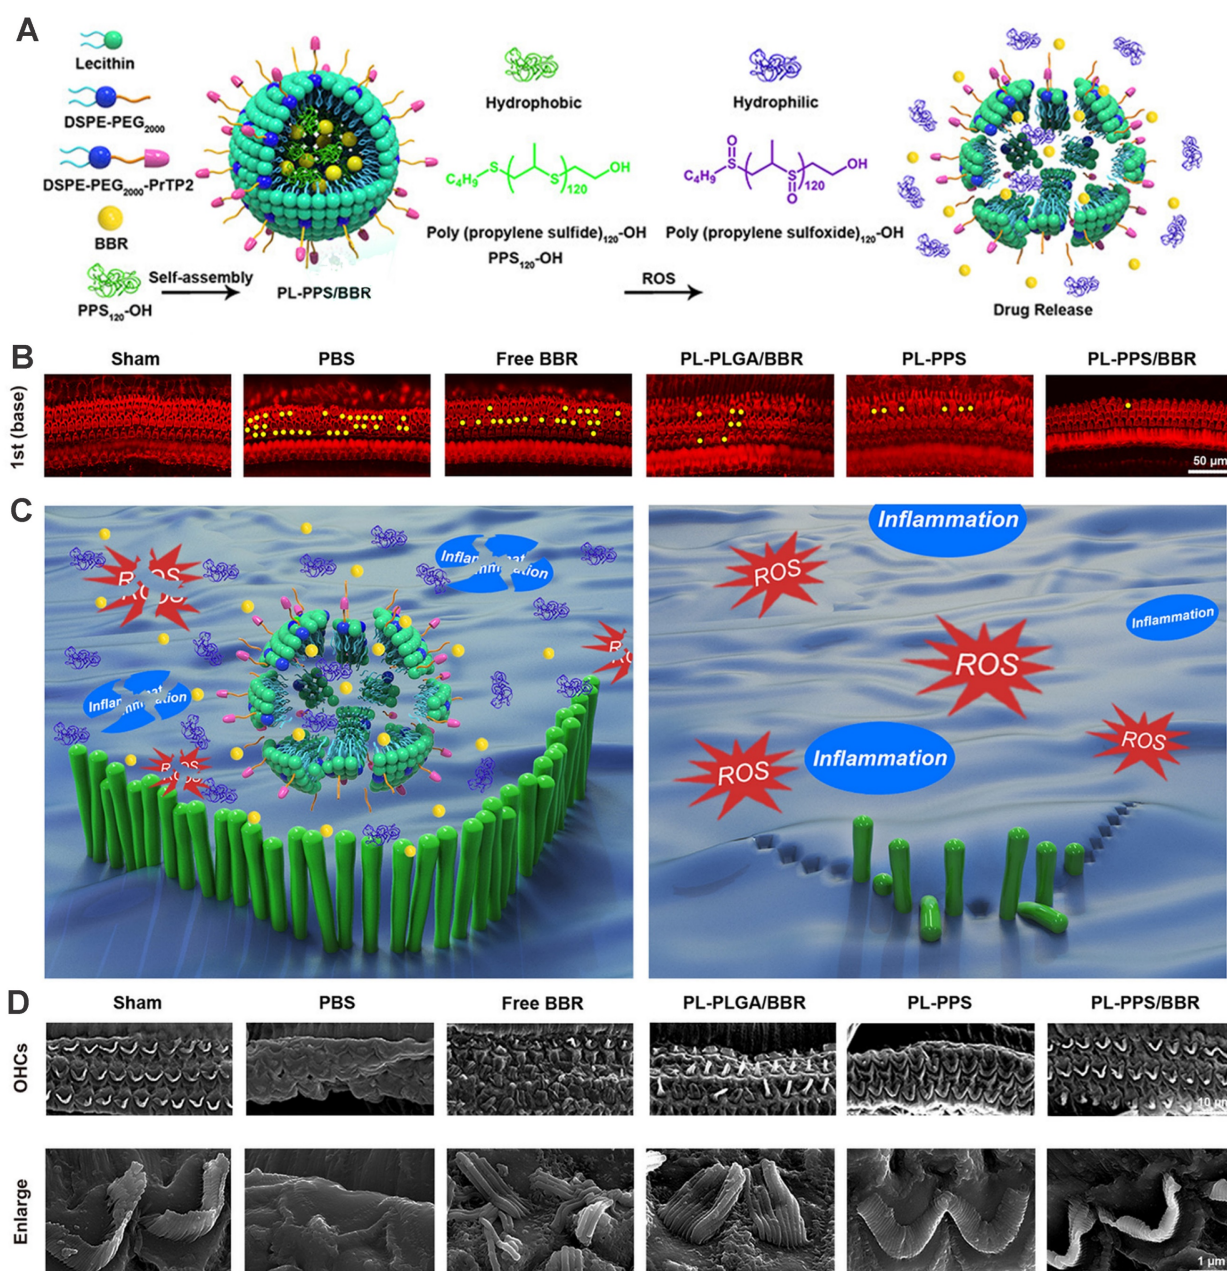 A
Lecithin
DSPE-PEG2000
DSPE-PEG2000-PrTP2
BBR
PPS120-OH
Self-assembly
PL-PPS/BBR
Hydrophobic
C4H9
S
S
120
OH
Poly (propylene sulfide)120-OH
PPS120-OH
Hydrophilic
O
C4H9
S
S
O
120
OH
Poly (propylene sulfoxide)120-OH
ROS
Drug Release
B
Sham
PBS
Free BBR
PL-PLGA/BBR
PL-PPS
PL-PPS/BBR
1st (base)
50 μm
C
ROS
Inflammation
Inflammation
ROS
Inflammation
ROS
Inflammation
ROS
Inflammation
ROS
ROS
D
Sham
PBS
Free BBR
PL-PLGA/BBR
PL-PPS
PL-PPS/BBR
OHCs
10 μm
Enlarge
1 μm